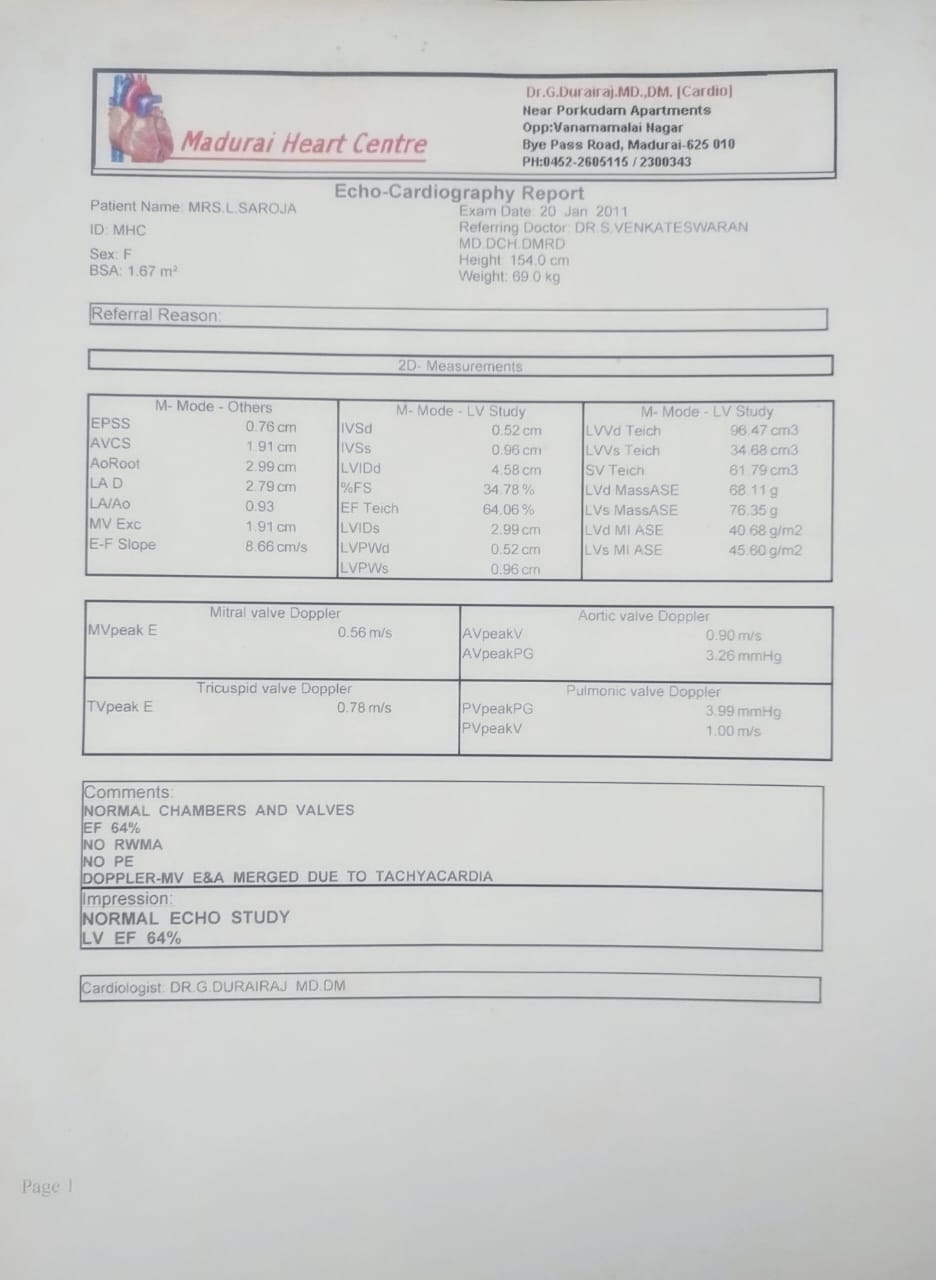 Madurai Heart Centre
Dr.G.Durairaj.MD.,DM. [Cardio]
Near Porkudam Apartments
Opp:Vanamamalai Nagar
Bye Pass Road, Madurai-625 010
PH:0452-2605115 / 2300343
Echo-Cardiography Report
Patient Name: MRS.L.SAROJA
ID: MHC
Sex: F
BSA: 1.67 m²
Exam Date: 20 Jan 2011
Referring Doctor: DR.S.VENKATESWARAN
MD.DCH.DMRD
Height: 154.0 cm
Weight: 69.0 kg
Referral Reason:
2D- Measurements
M- Mode - Others
EPSS 0.76 cm
AVCS 1.91 cm
AoRoot 2.99 cm
LA D 2.79 cm
LA/Ao 0.93
MV Exc 1.91 cm
E-F Slope 8.66 cm/s
M- Mode - LV Study
IVSd 0.52 cm
IVSs 0.96 cm
LVIDd 4.58 cm
%FS 34.78 %
EF Teich 64.06 %
LVIDs 2.99 cm
LVPWd 0.52 cm
LVPWs 0.96 cm
M- Mode - LV Study
LVVd Teich 96.47 cm3
LVVs Teich 34.68 cm3
SV Teich 61.79 cm3
LVd MassASE 68.11 g
LVs MassASE 76.35 g
LVd MI ASE 40.68 g/m2
LVs MI ASE 45.60 g/m2
Mitral valve Doppler
MVpeak E 0.56 m/s
Aortic valve Doppler
AVpeakV 0.90 m/s
AVpeakPG 3.26 mmHg
Tricuspid valve Doppler
TVpeak E 0.78 m/s
Pulmonic valve Doppler
PVpeakPG 3.99 mmHg
PVpeakV 1.00 m/s
Comments:
NORMAL CHAMBERS AND VALVES
EF 64%
NO RWMA
NO PE
DOPPLER-MV E&A MERGED DUE TO TACHYACARDIA
Impression:
NORMAL ECHO STUDY
LV EF 64%
Cardiologist: DR.G.DURAIRAJ MD.DM
Page 1